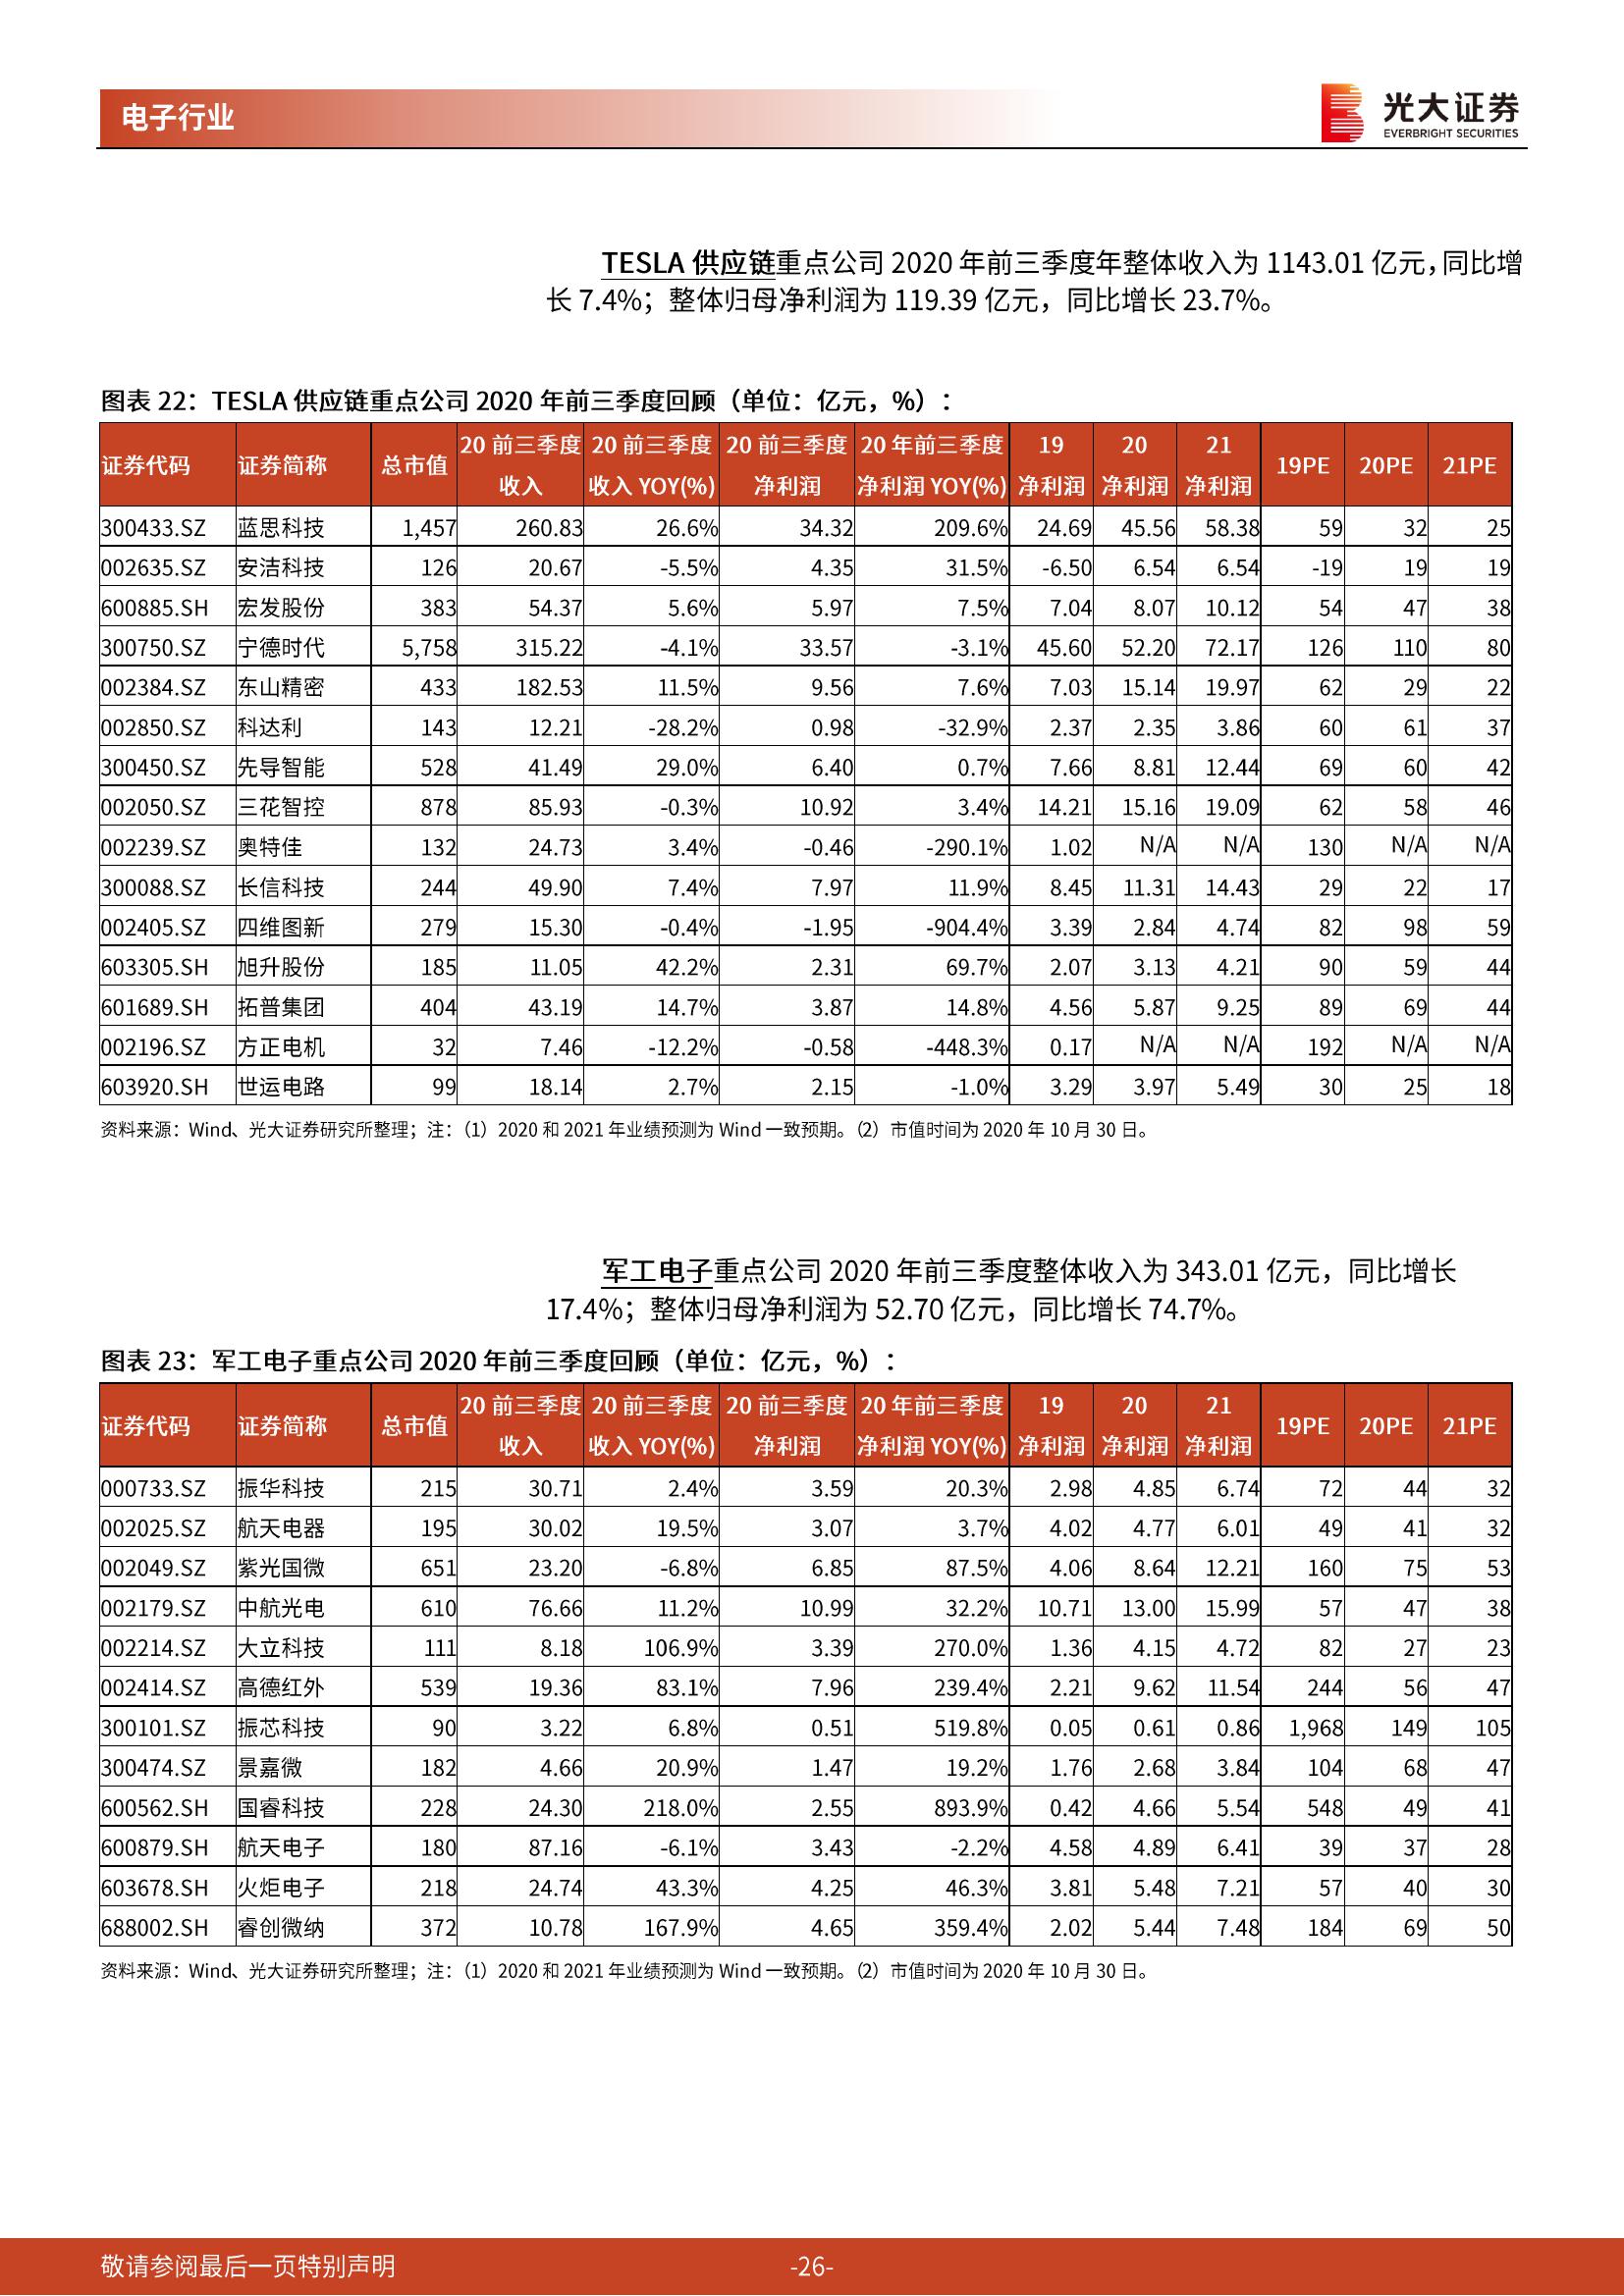 电子行业
光大证券
EVERBRIGHT SECURITIES
TESLA 供应链重点公司 2020 年前三季度年整体收入为 1143.01 亿元，同比增
长 7.4%；整体归母净利润为 119.39 亿元，同比增长 23.7%。
图表 22：TESLA 供应链重点公司 2020 年前三季度回顾（单位：亿元，%）：
证券代码 证券简称 总市值 20 前三季度收入 20 前三季度收入 YOY(%) 20 前三季度净利润 20 年前三季度净利润 YOY(%) 19净利润 20净利润 21净利润 19PE 20PE 21PE
300433.SZ 蓝思科技 1,457 260.83 26.6% 34.32 209.6% 24.69 45.56 58.38 59 32 25
002635.SZ 安洁科技 126 20.67 -5.5% 4.35 31.5% -6.50 6.54 6.54 -19 19 19
600885.SH 宏发股份 383 54.37 5.6% 5.97 7.5% 7.04 8.07 10.12 54 47 38
300750.SZ 宁德时代 5,758 315.22 -4.1% 33.57 -3.1% 45.60 52.20 72.17 126 110 80
002384.SZ 东山精密 433 182.53 11.5% 9.56 7.6% 7.03 15.14 19.97 62 29 22
002850.SZ 科达利 143 12.21 -28.2% 0.98 -32.9% 2.37 2.35 3.86 60 61 37
300450.SZ 先导智能 528 41.49 29.0% 6.40 0.7% 7.66 8.81 12.44 69 60 42
002050.SZ 三花智控 878 85.93 -0.3% 10.92 3.4% 14.21 15.16 19.09 62 58 46
002239.SZ 奥特佳 132 24.73 3.4% -0.46 -290.1% 1.02 N/A N/A 130 N/A N/A
300088.SZ 长信科技 244 49.90 7.4% 7.97 11.9% 8.45 11.31 14.43 29 22 17
002405.SZ 四维图新 279 15.30 -0.4% -1.95 -904.4% 3.39 2.84 4.74 82 98 59
603305.SH 旭升股份 185 11.05 42.2% 2.31 69.7% 2.07 3.13 4.21 90 59 44
601689.SH 拓普集团 404 43.19 14.7% 3.87 14.8% 4.56 5.87 9.25 89 69 44
002196.SZ 方正电机 32 7.46 -12.2% -0.58 -448.3% 0.17 N/A N/A 192 N/A N/A
603920.SH 世运电路 99 18.14 2.7% 2.15 -1.0% 3.29 3.97 5.49 30 25 18
资料来源：Wind、光大证券研究所整理；注：（1）2020 和 2021 年业绩预测为 Wind 一致预期。（2）市值时间为 2020 年 10 月 30 日。
军工电子重点公司 2020 年前三季度整体收入为 343.01 亿元，同比增长
17.4%；整体归母净利润为 52.70 亿元，同比增长 74.7%。
图表 23：军工电子重点公司 2020 年前三季度回顾（单位：亿元，%）：
证券代码 证券简称 总市值 20 前三季度收入 20 前三季度收入 YOY(%) 20 前三季度净利润 20 年前三季度净利润 YOY(%) 19净利润 20净利润 21净利润 19PE 20PE 21PE
000733.SZ 振华科技 215 30.71 2.4% 3.59 20.3% 2.98 4.85 6.74 72 44 32
002025.SZ 航天电器 195 30.02 19.5% 3.07 3.7% 4.02 4.77 6.01 49 41 32
002049.SZ 紫光国微 651 23.20 -6.8% 6.85 87.5% 4.06 8.64 12.21 160 75 53
002179.SZ 中航光电 610 76.66 11.2% 10.99 32.2% 10.71 13.00 15.99 57 47 38
002214.SZ 大立科技 111 8.18 106.9% 3.39 270.0% 1.36 4.15 4.72 82 27 23
002414.SZ 高德红外 539 19.36 83.1% 7.96 239.4% 2.21 9.62 11.54 244 56 47
300101.SZ 振芯科技 90 3.22 6.8% 0.51 519.8% 0.05 0.61 0.86 1,968 149 105
300474.SZ 景嘉微 182 4.66 20.9% 1.47 19.2% 1.76 2.68 3.84 104 68 47
600562.SH 国睿科技 228 24.30 218.0% 2.55 893.9% 0.42 4.66 5.54 548 49 41
600879.SH 航天电子 180 87.16 -6.1% 3.43 -2.2% 4.58 4.89 6.41 39 37 28
603678.SH 火炬电子 218 24.74 43.3% 4.25 46.3% 3.81 5.48 7.21 57 40 30
688002.SH 睿创微纳 372 10.78 167.9% 4.65 359.4% 2.02 5.44 7.48 184 69 50
资料来源：Wind、光大证券研究所整理；注：（1）2020 和 2021 年业绩预测为 Wind 一致预期。（2）市值时间为 2020 年 10 月 30 日。
敬请参阅最后一页特别声明 -26-